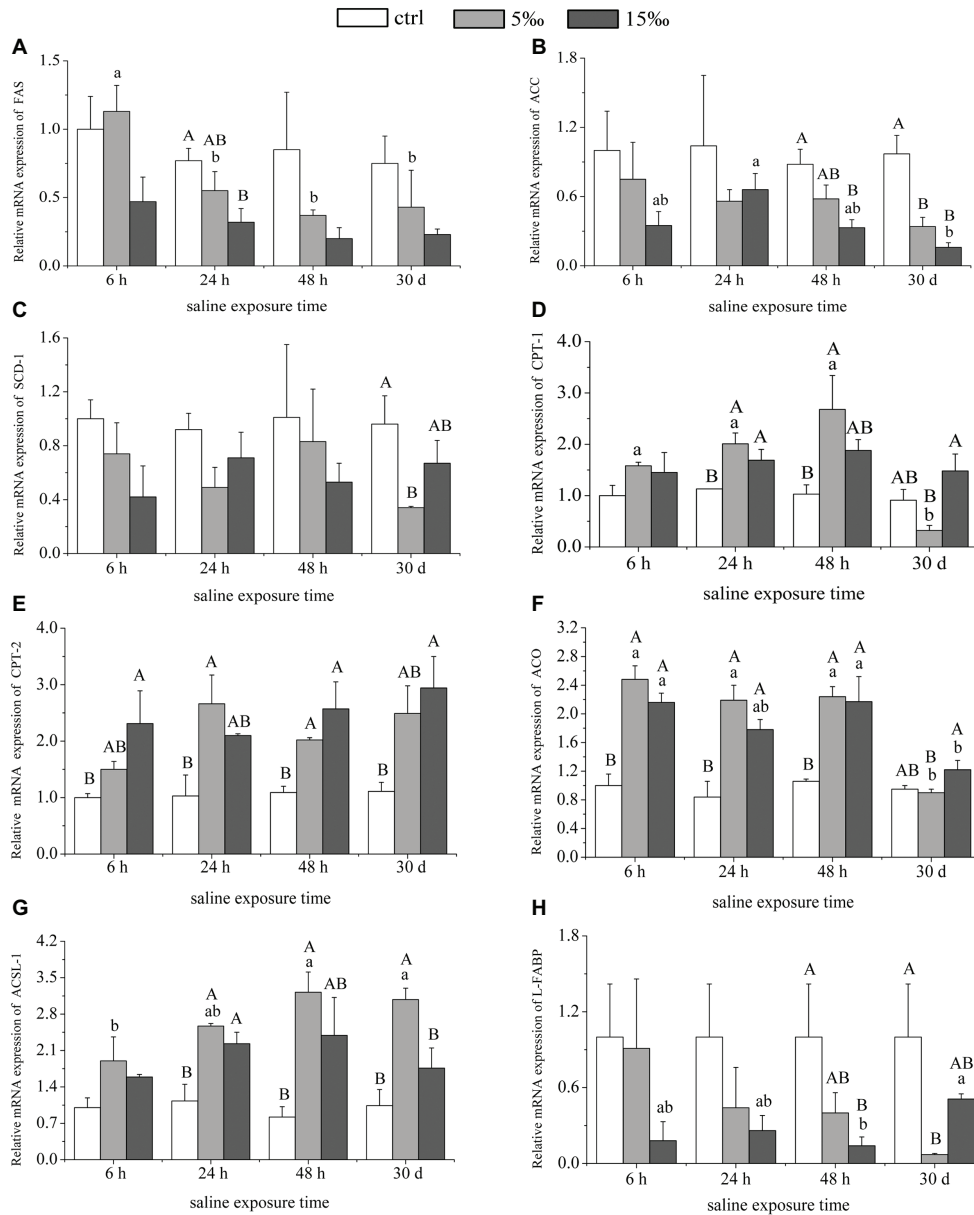 ctrl 5‰ 15‰
A
Relative mRNA expression of FAS
1.5
1.0
0.5
0.0
a
A
AB
b
B
b
b
6 h 24 h 48 h 30 d
saline exposure time
B
Relative mRNA expression of ACC
1.8
1.2
0.6
0.0
ab
a
A
AB
B
ab
A
B
B
b
6 h 24 h 48 h 30 d
saline exposure time
C
Relative mRNA expression of SCD-1
1.6
1.2
0.8
0.4
0.0
A
B
AB
6 h 24 h 48 h 30 d
saline exposure time
D
Relative mRNA expression of CPT-1
4.0
3.0
2.0
1.0
0.0
a
B
A
a
A
B
A
a
AB
AB
B
b
A
6 h 24 h 48 h 30 d
saline exposure time
E
Relative mRNA expression of CPT-2
4.0
3.0
2.0
1.0
0.0
B
AB
A
B
A
AB
B
A
A
B
AB
A
6 h 24 h 48 h 30 d
saline exposure time
F
Relative mRNA expression of ACO
3.2
2.8
2.4
2.0
1.6
1.2
0.8
0.4
0.0
B
A
a
A
a
B
A
a
A
ab
B
A
a
A
a
AB
B
b
A
b
6 h 24 h 48 h 30 d
saline exposure time
G
Relative mRNA expression of ACSL-1
4.2
3.5
2.8
2.1
1.4
0.7
0.0
b
B
A
ab
A
B
A
a
AB
B
A
a
B
6 h 24 h 48 h 30 d
saline exposure time
H
Relative mRNA expression of L-FABP
1.8
1.2
0.6
0.0
ab
A
AB
B
b
A
B
AB
a
6 h 24 h 48 h 30 d
saline exposure time